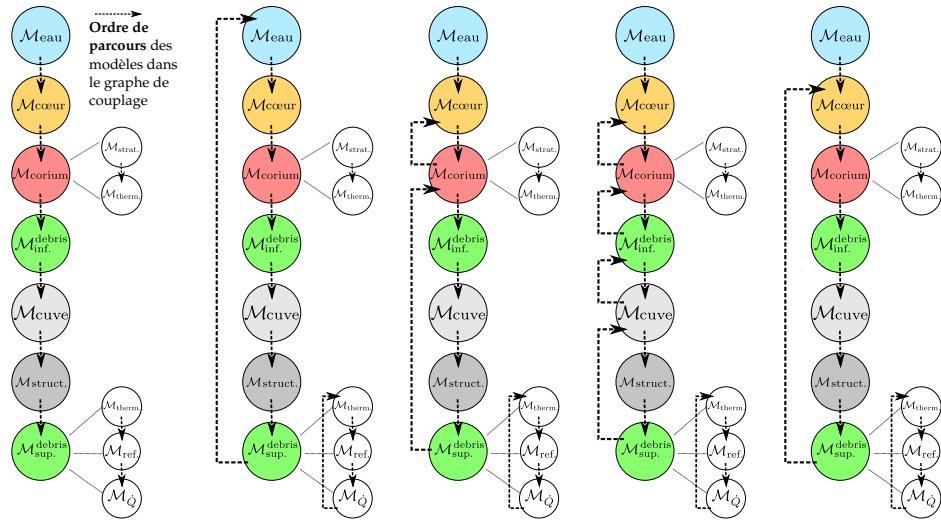 Ordre de
parcours des
modèles dans
le graphe de
couplage
𝓜eau 𝓜eau 𝓜eau 𝓜eau 𝓜eau
𝓜cœur 𝓜cœur 𝓜cœur 𝓜cœur 𝓜cœur
𝓜strat. 𝓜strat. 𝓜strat. 𝓜strat. 𝓜strat.
𝓜corium 𝓜corium 𝓜corium 𝓜corium 𝓜corium
𝓜therm. 𝓜therm. 𝓜therm. 𝓜therm. 𝓜therm.
𝓜debris inf. 𝓜debris inf. 𝓜debris inf. 𝓜debris inf. 𝓜debris inf.
𝓜cuve 𝓜cuve 𝓜cuve 𝓜cuve 𝓜cuve
𝓜struct. 𝓜struct. 𝓜struct. 𝓜struct. 𝓜struct.
𝓜therm. 𝓜therm. 𝓜therm. 𝓜therm. 𝓜therm.
𝓜debris sup. 𝓜ref. 𝓜debris sup. 𝓜ref. 𝓜debris sup. 𝓜ref. 𝓜debris sup. 𝓜ref. 𝓜debris sup. 𝓜ref.
𝓜Q̇ 𝓜Q̇ 𝓜Q̇ 𝓜Q̇ 𝓜Q̇